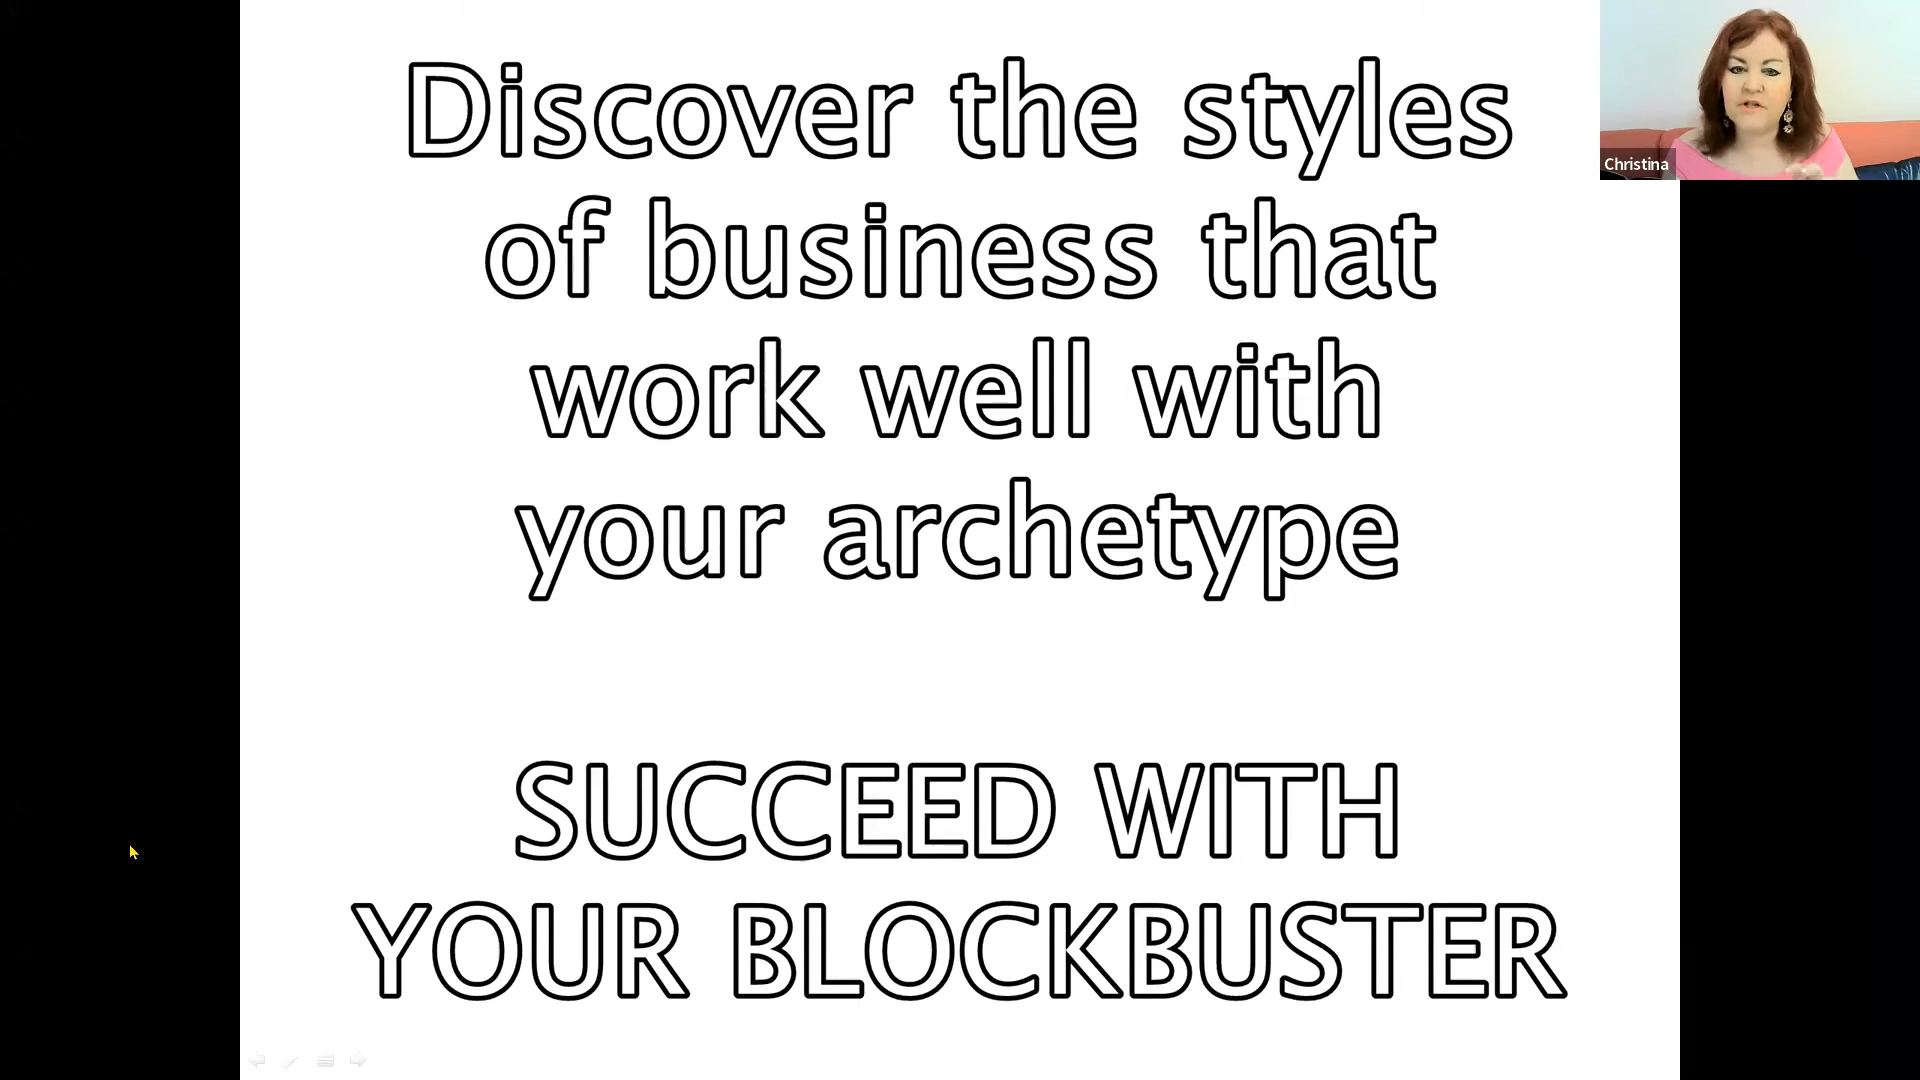 Discover the styles
of business that
work well with
your archetype
SUCCEED WITH
YOUR BLOCKBUSTER
Christina